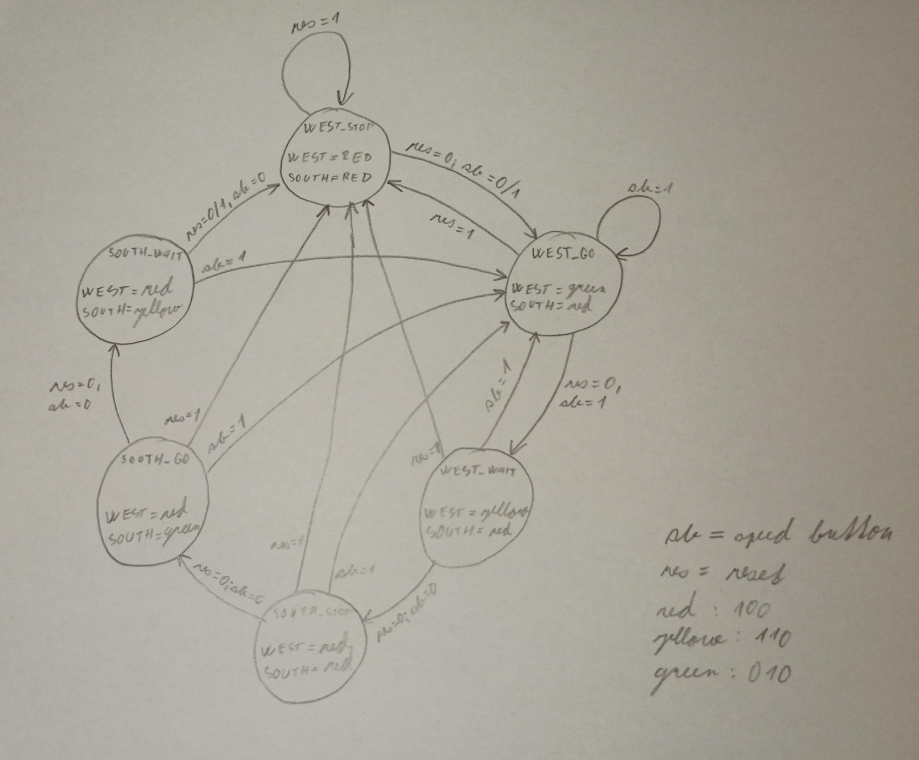 res=1
WEST_STOP
WEST=RED
SOUTH=RED
res=0; sb=0/1
res=1
sb=1
WEST_GO
WEST=green
SOUTH=red
res=0/1, sb=0
SOUTH_WAIT
WEST=red
SOUTH=yellow
sb=1
res=0,
sb=0
res=1
sb=1
sb=1
res=0,
sb=1
SOUTH_GO
WEST=red
SOUTH=green
res=1
WEST_WAIT
WEST=yellow
SOUTH=red
res=1
sb=1
res=0; sb=0
res=0; sb=0
SOUTH_STOP
WEST=red
SOUTH=red
sb = speed button
res = reset
red : 100
yellow : 110
green : 010